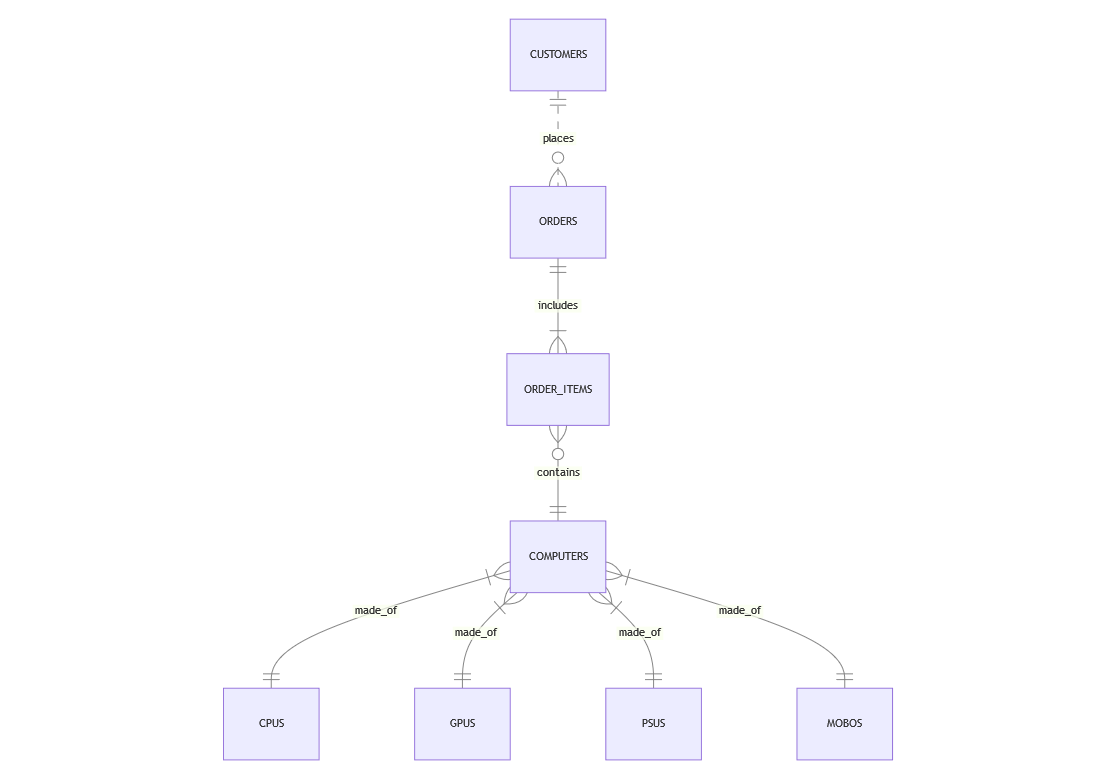 CUSTOMERS
places
ORDERS
includes
ORDER_ITEMS
contains
COMPUTERS
made_of
made_of
made_of
made_of
CPUS
GPUS
PSUS
MOBOS